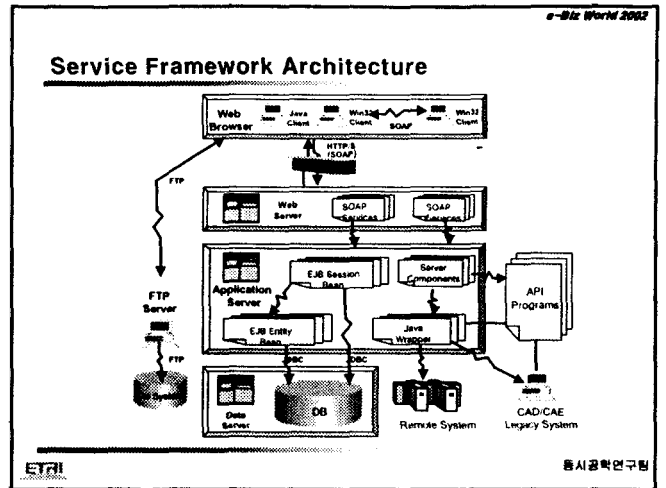 e-Biz World 2002
Service Framework Architecture
Web Browser
Java Client
Win32 Client
SOAP
Win32 Client
HTTP/S (SOAP)
FTP
Web Server
SOAP Services
SOAP Services
Application Server
EJB Session Bean
Server Components
API Programs
FTP Server
EJB Entity Bean
Java Wrapper
FTP
Data Server
DB
Remote System
CAD/CAE Legacy System
ETRI
동시공학연구팀